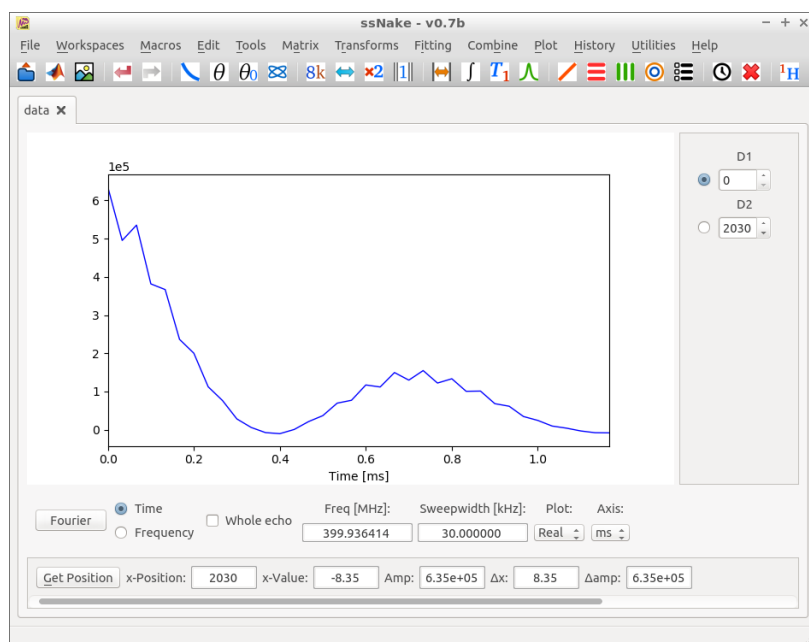 ssNake - v0.7b
File Workspaces Macros Edit Tools Matrix Transforms Fitting Combine Plot History Utilities Help
θ θ0 8k ×2 ||1|| ∫ T1 1H
data
1e5
6
5
4
3
2
1
0
0.0 0.2 0.4 0.6 0.8 1.0
Time [ms]
D1
0
D2
2030
Fourier
Time
Frequency
Whole echo
Freq [MHz]: Sweepwidth [kHz]: Plot: Axis:
399.936414 30.000000 Real ms
Get Position x-Position: 2030 x-Value: -8.35 Amp: 6.35e+05 Δx: 8.35 Δamp: 6.35e+05